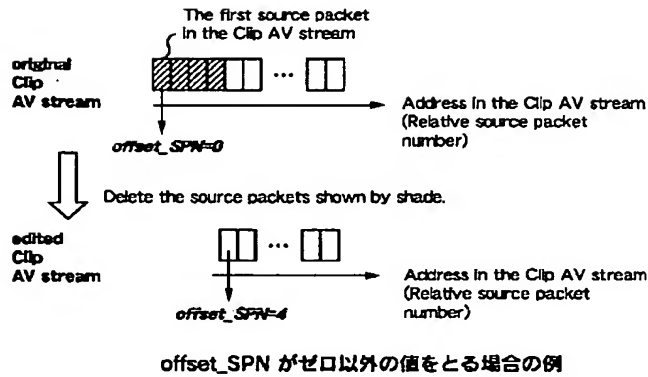 The first source packet
in the Clip AV stream
original
Clip
AV stream
...
Address in the Clip AV stream
(Relative source packet
number)
offset_SPN=0
Delete the source packets shown by shade.
edited
Clip
AV stream
...
Address in the Clip AV stream
(Relative source packet
number)
offset_SPN=4
offset_SPN がゼロ以外の値をとる場合の例